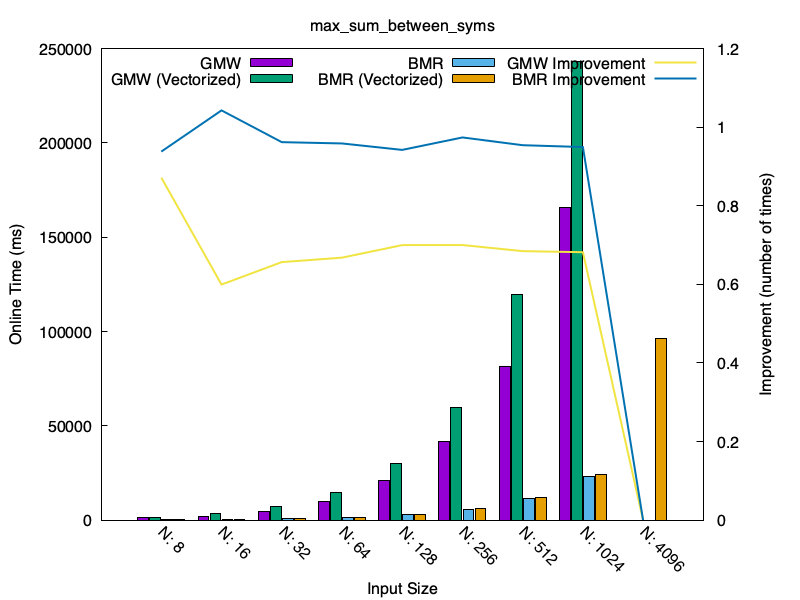 max_sum_between_syms
GMW BMR GMW Improvement
GMW (Vectorized) BMR (Vectorized) BMR Improvement
250000
200000
150000
100000
50000
0
Online Time (ms)
1.2
1
0.8
0.6
0.4
0.2
0
Improvement (number of times)
N: 8 N: 16 N: 32 N: 64 N: 128 N: 256 N: 512 N: 1024 N: 4096
Input Size